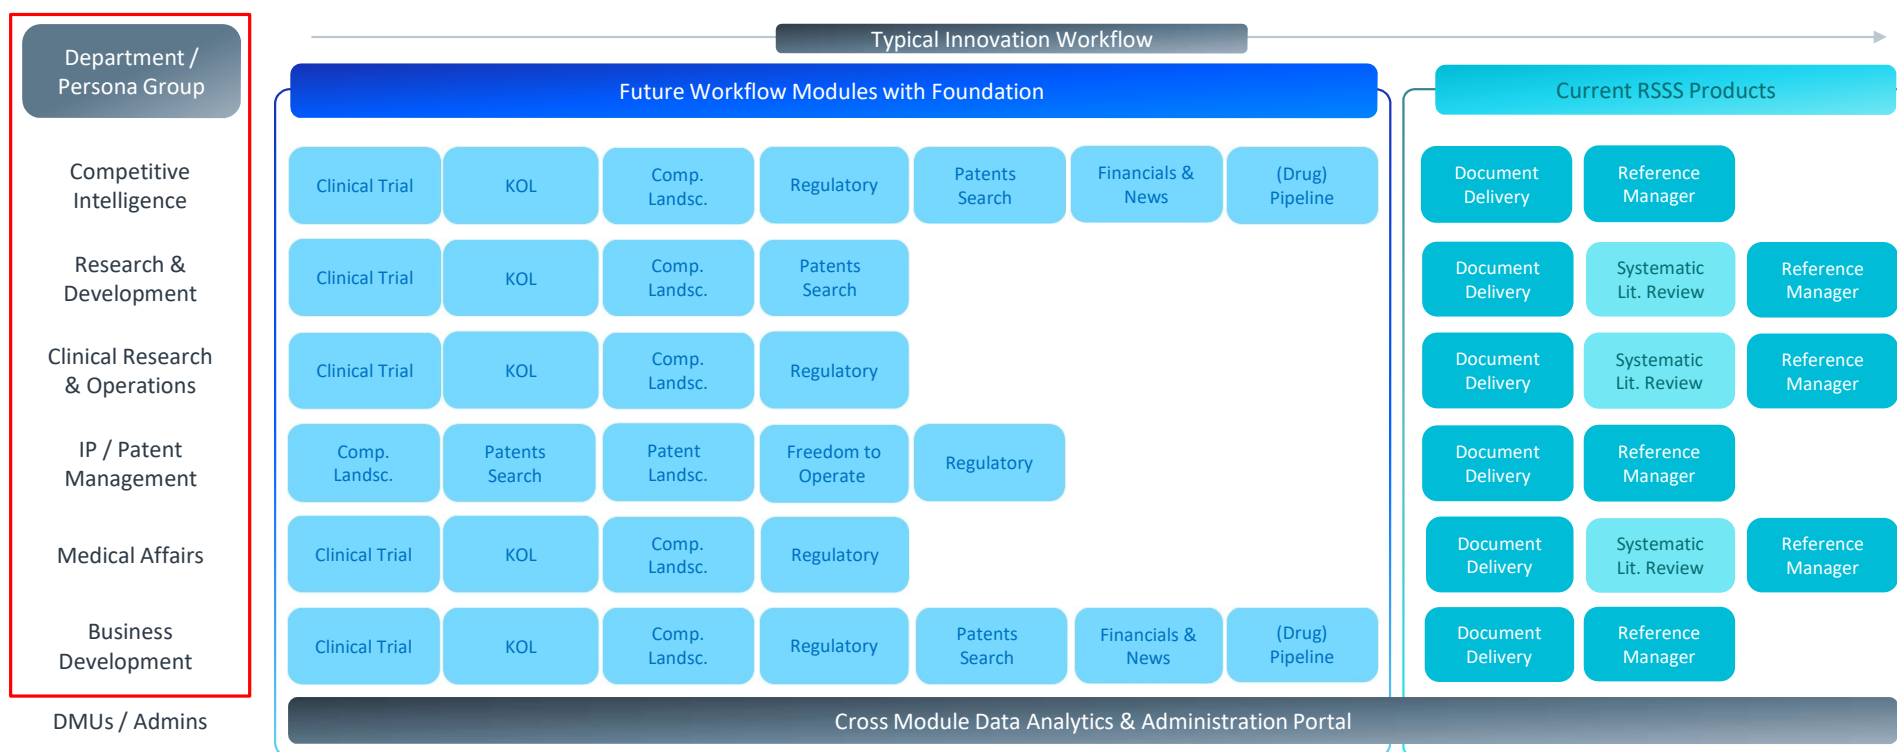 Department /
Persona Group
Typical Innovation Workflow
Future Workflow Modules with Foundation
Current RSSS Products
Competitive
Intelligence
Clinical Trial
KOL
Comp.
Landsc.
Regulatory
Patents
Search
Financials &
News
(Drug)
Pipeline
Document
Delivery
Reference
Manager
Research &
Development
Clinical Trial
KOL
Comp.
Landsc.
Patents
Search
Document
Delivery
Systematic
Lit. Review
Reference
Manager
Clinical Research
& Operations
Clinical Trial
KOL
Comp.
Landsc.
Regulatory
Document
Delivery
Systematic
Lit. Review
Reference
Manager
IP / Patent
Management
Comp.
Landsc.
Patents
Search
Patent
Landsc.
Freedom to
Operate
Regulatory
Document
Delivery
Reference
Manager
Medical Affairs
Clinical Trial
KOL
Comp.
Landsc.
Regulatory
Document
Delivery
Systematic
Lit. Review
Reference
Manager
Business
Development
Clinical Trial
KOL
Comp.
Landsc.
Regulatory
Patents
Search
Financials &
News
(Drug)
Pipeline
Document
Delivery
Reference
Manager
DMUs / Admins
Cross Module Data Analytics & Administration Portal